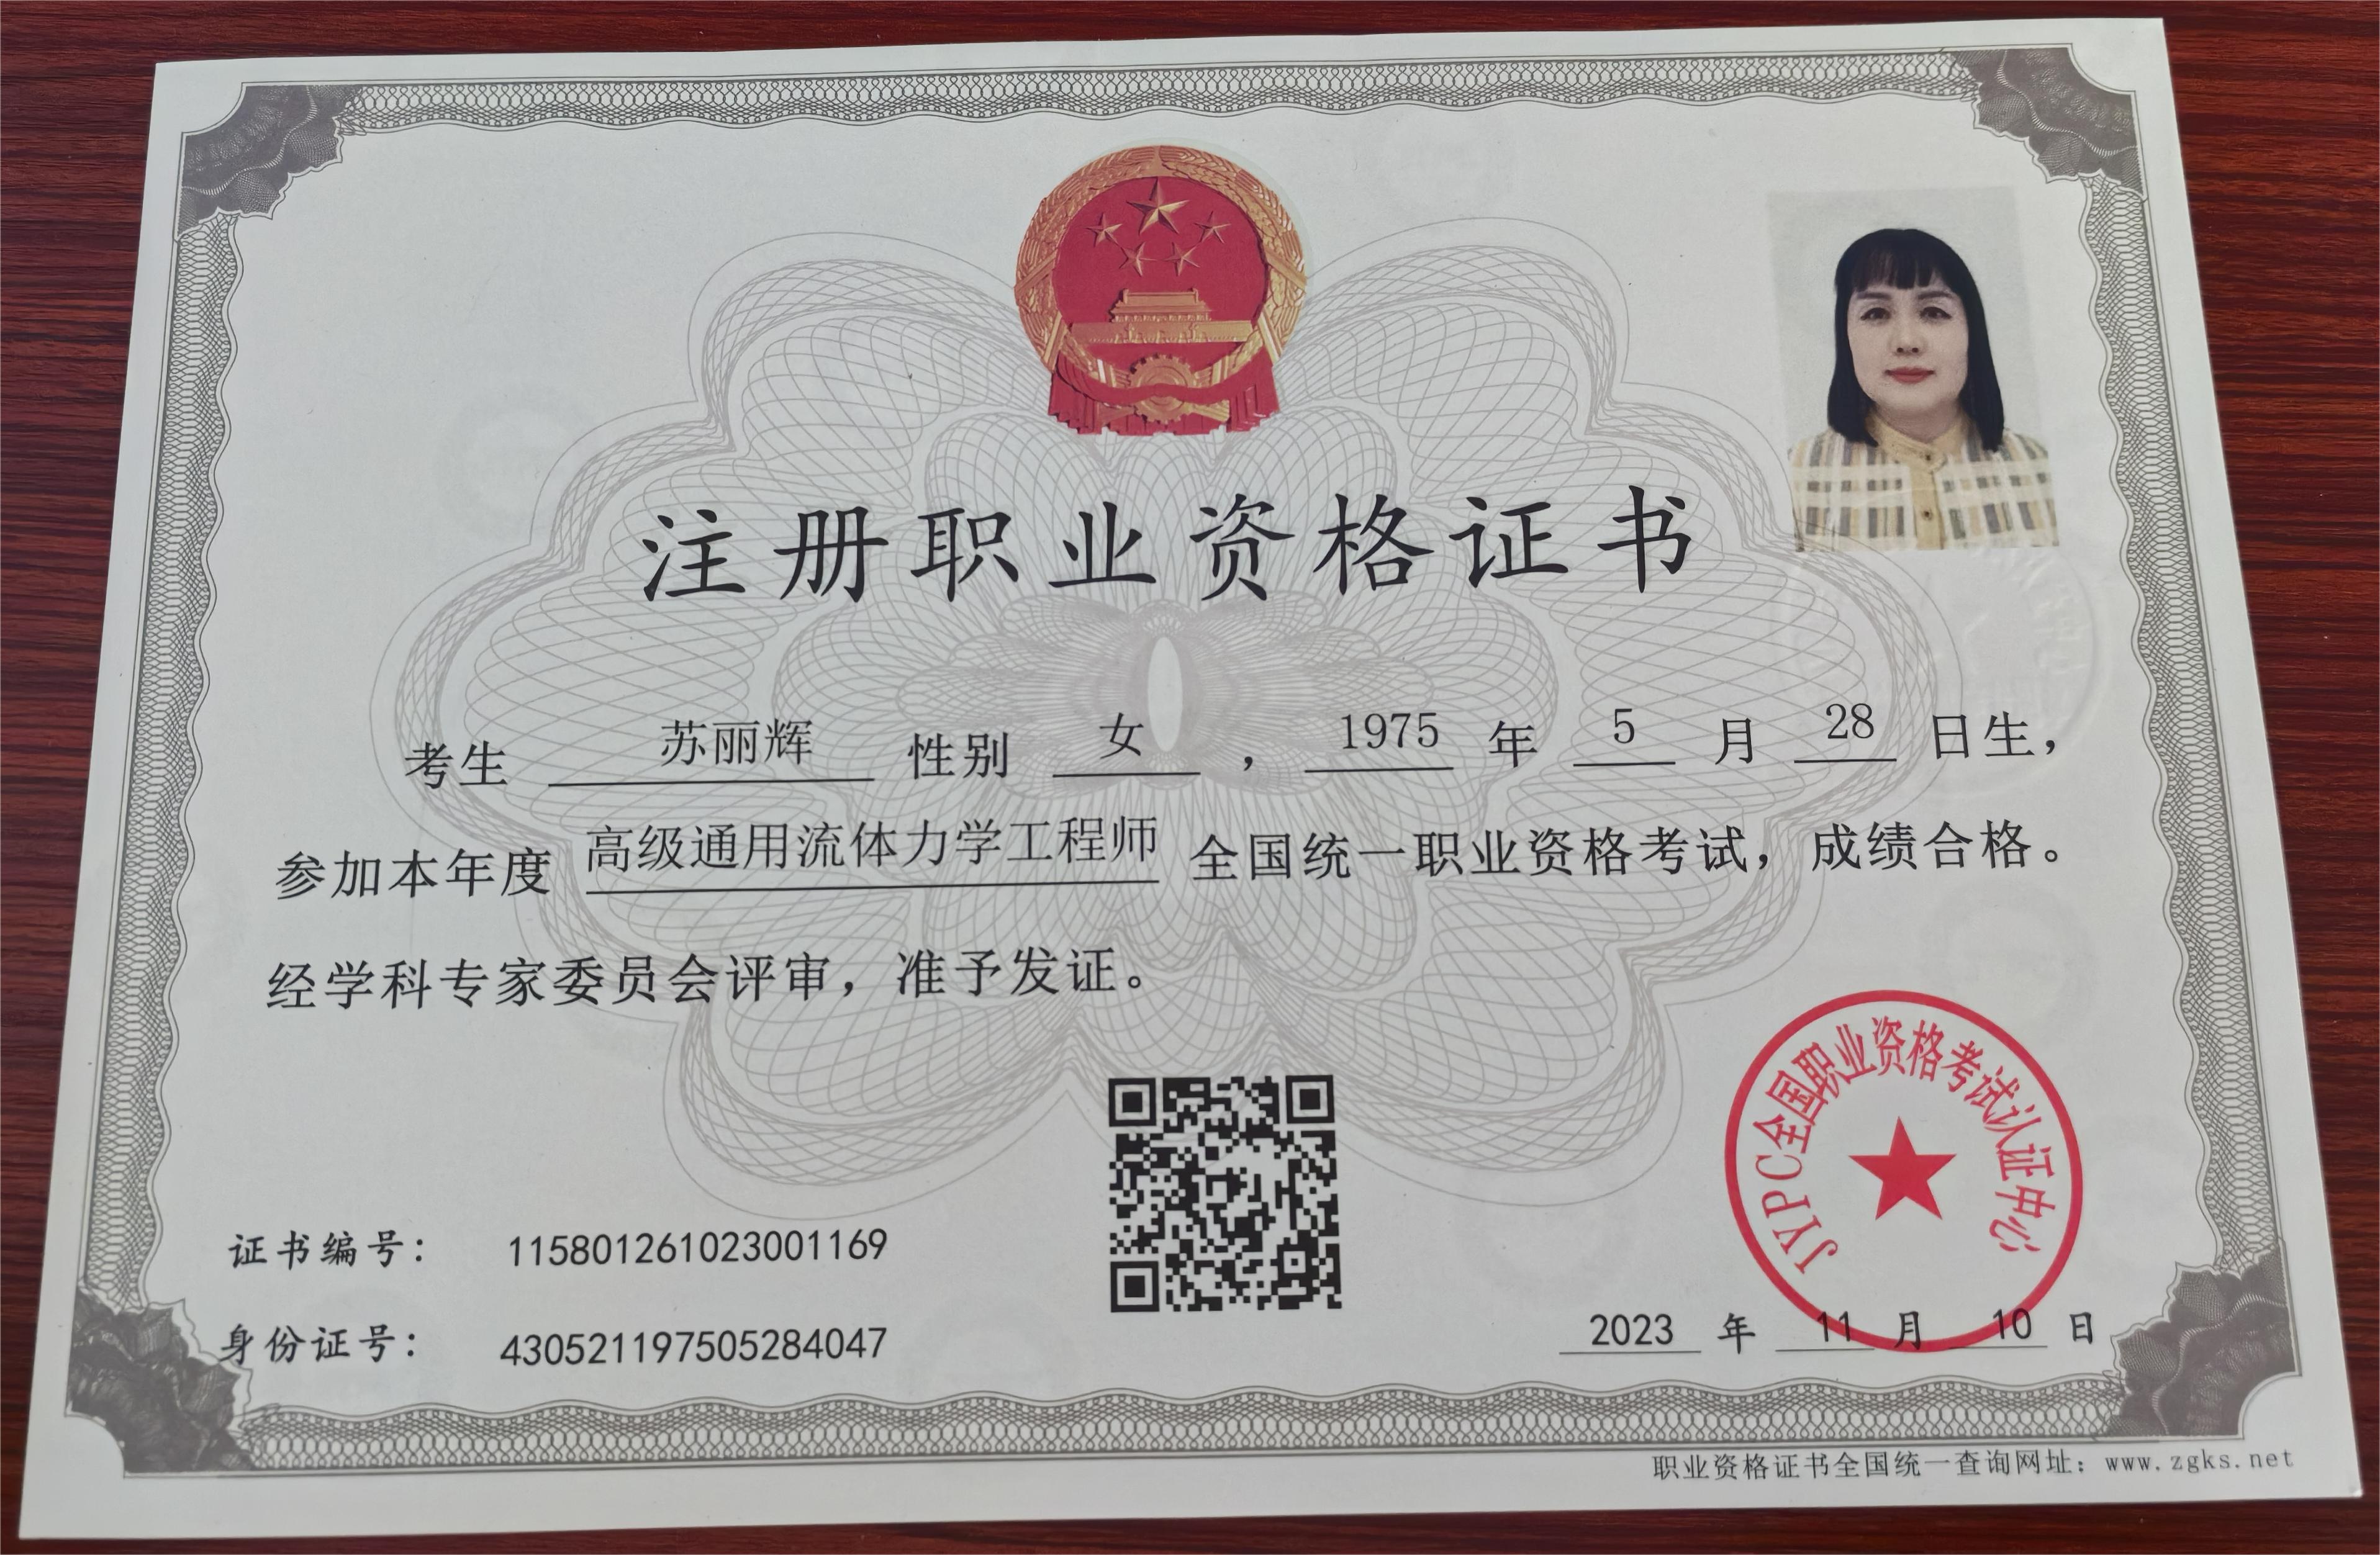 注册职业资格证书
考生 苏丽辉 性别 女 ， 1975 年 5 月 28 日生，
参加本年度 高级通用流体力学工程师 全国统一职业资格考试，成绩合格。
经学科专家委员会评审，准予发证。
JYPC全国职业资格考试认证中心
证书编号： 115801261023001169
身份证号： 430521197505284047
2023 年 11 月 10 日
职业资格证书全国统一查询网址：www.zgks.net